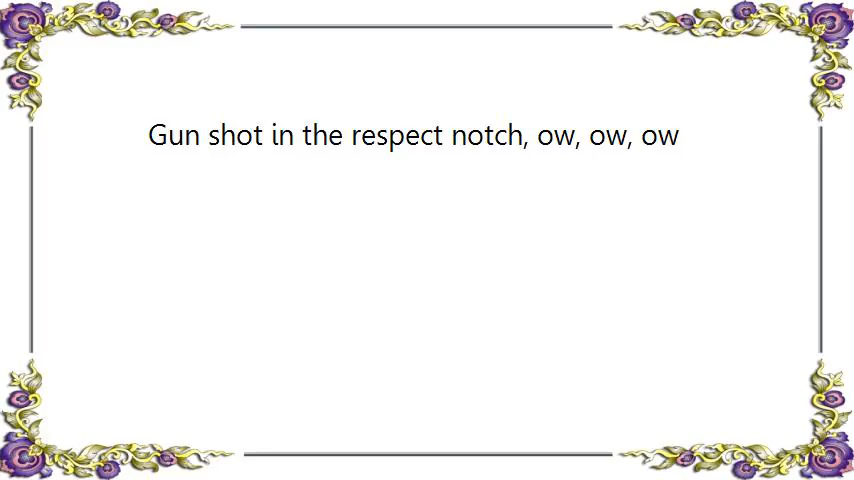 Gun shot in the respect notch, ow, ow, ow